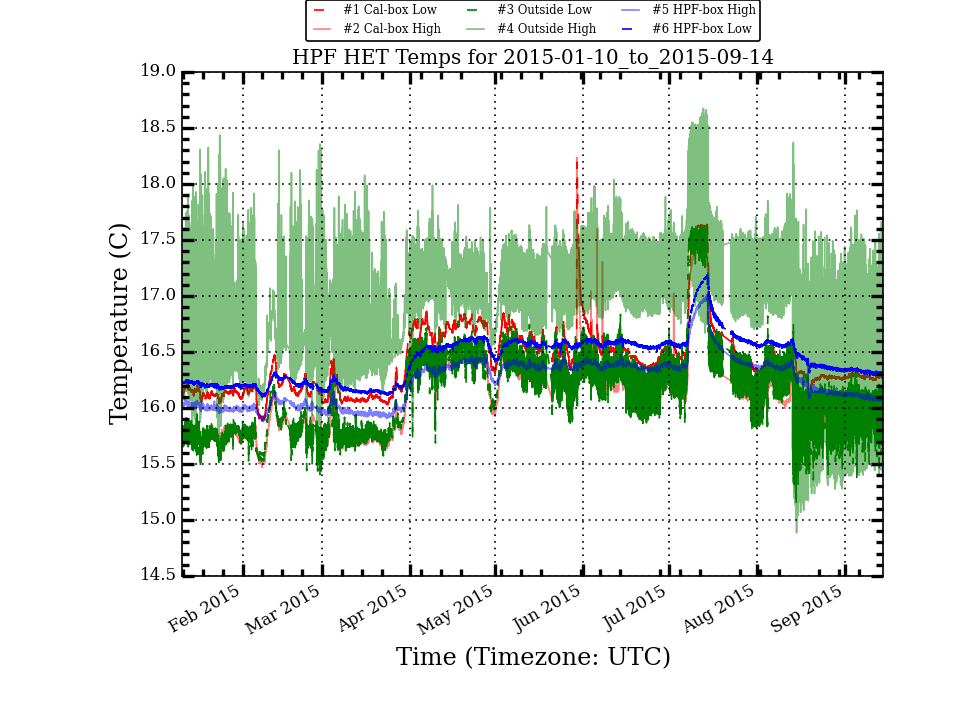 #1 Cal-box Low #3 Outside Low #5 HPF-box High
#2 Cal-box High #4 Outside High #6 HPF-box Low
HPF HET Temps for 2015-01-10_to_2015-09-14
19.0
18.5
18.0
17.5
17.0
16.5
16.0
15.5
15.0
14.5
Temperature (C)
Feb 2015 Mar 2015 Apr 2015 May 2015 Jun 2015 Jul 2015 Aug 2015 Sep 2015
Time (Timezone: UTC)